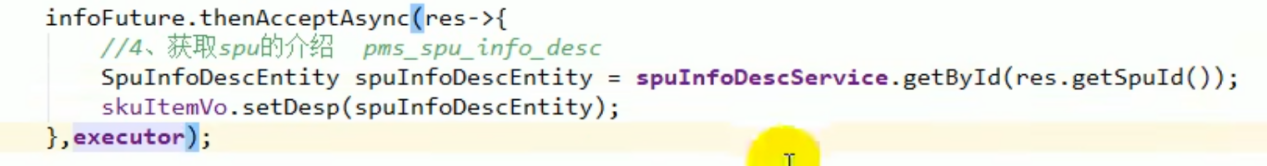 infoFuture.thenAcceptAsync(res->{
//4、获取spu的介绍  pms_spu_info_desc
SpuInfoDescEntity spuInfoDescEntity = spuInfoDescService.getById(res.getSpuId());
skuItemVo.setDesp(spuInfoDescEntity);
},executor);